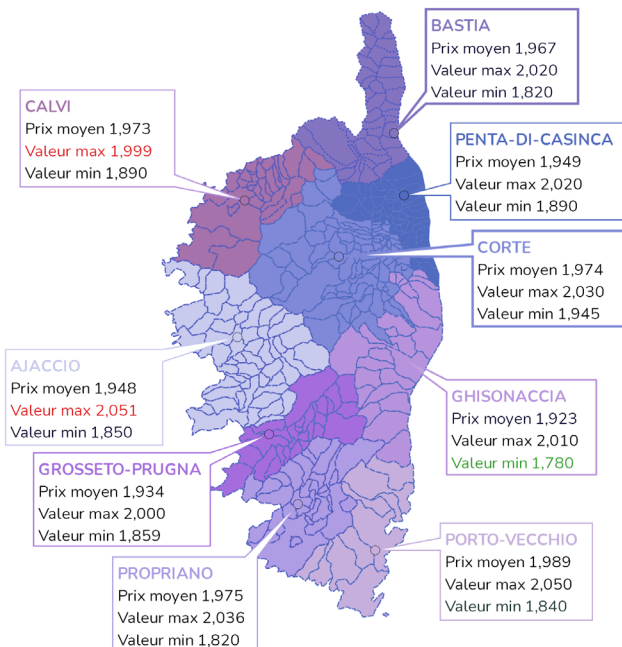 BASTIA
Prix moyen 1,967
Valeur max 2,020
Valeur min 1,820
CALVI
Prix moyen 1,973
Valeur max 1,999
Valeur min 1,890
PENTA-DI-CASINCA
Prix moyen 1,949
Valeur max 2,020
Valeur min 1,890
CORTE
Prix moyen 1,974
Valeur max 2,030
Valeur min 1,945
AJACCIO
Prix moyen 1,948
Valeur max 2,051
Valeur min 1,850
GHISONACCIA
Prix moyen 1,923
Valeur max 2,010
Valeur min 1,780
GROSSETO-PRUGNA
Prix moyen 1,934
Valeur max 2,000
Valeur min 1,859
PORTO-VECCHIO
Prix moyen 1,989
Valeur max 2,050
Valeur min 1,840
PROPRIANO
Prix moyen 1,975
Valeur max 2,036
Valeur min 1,820